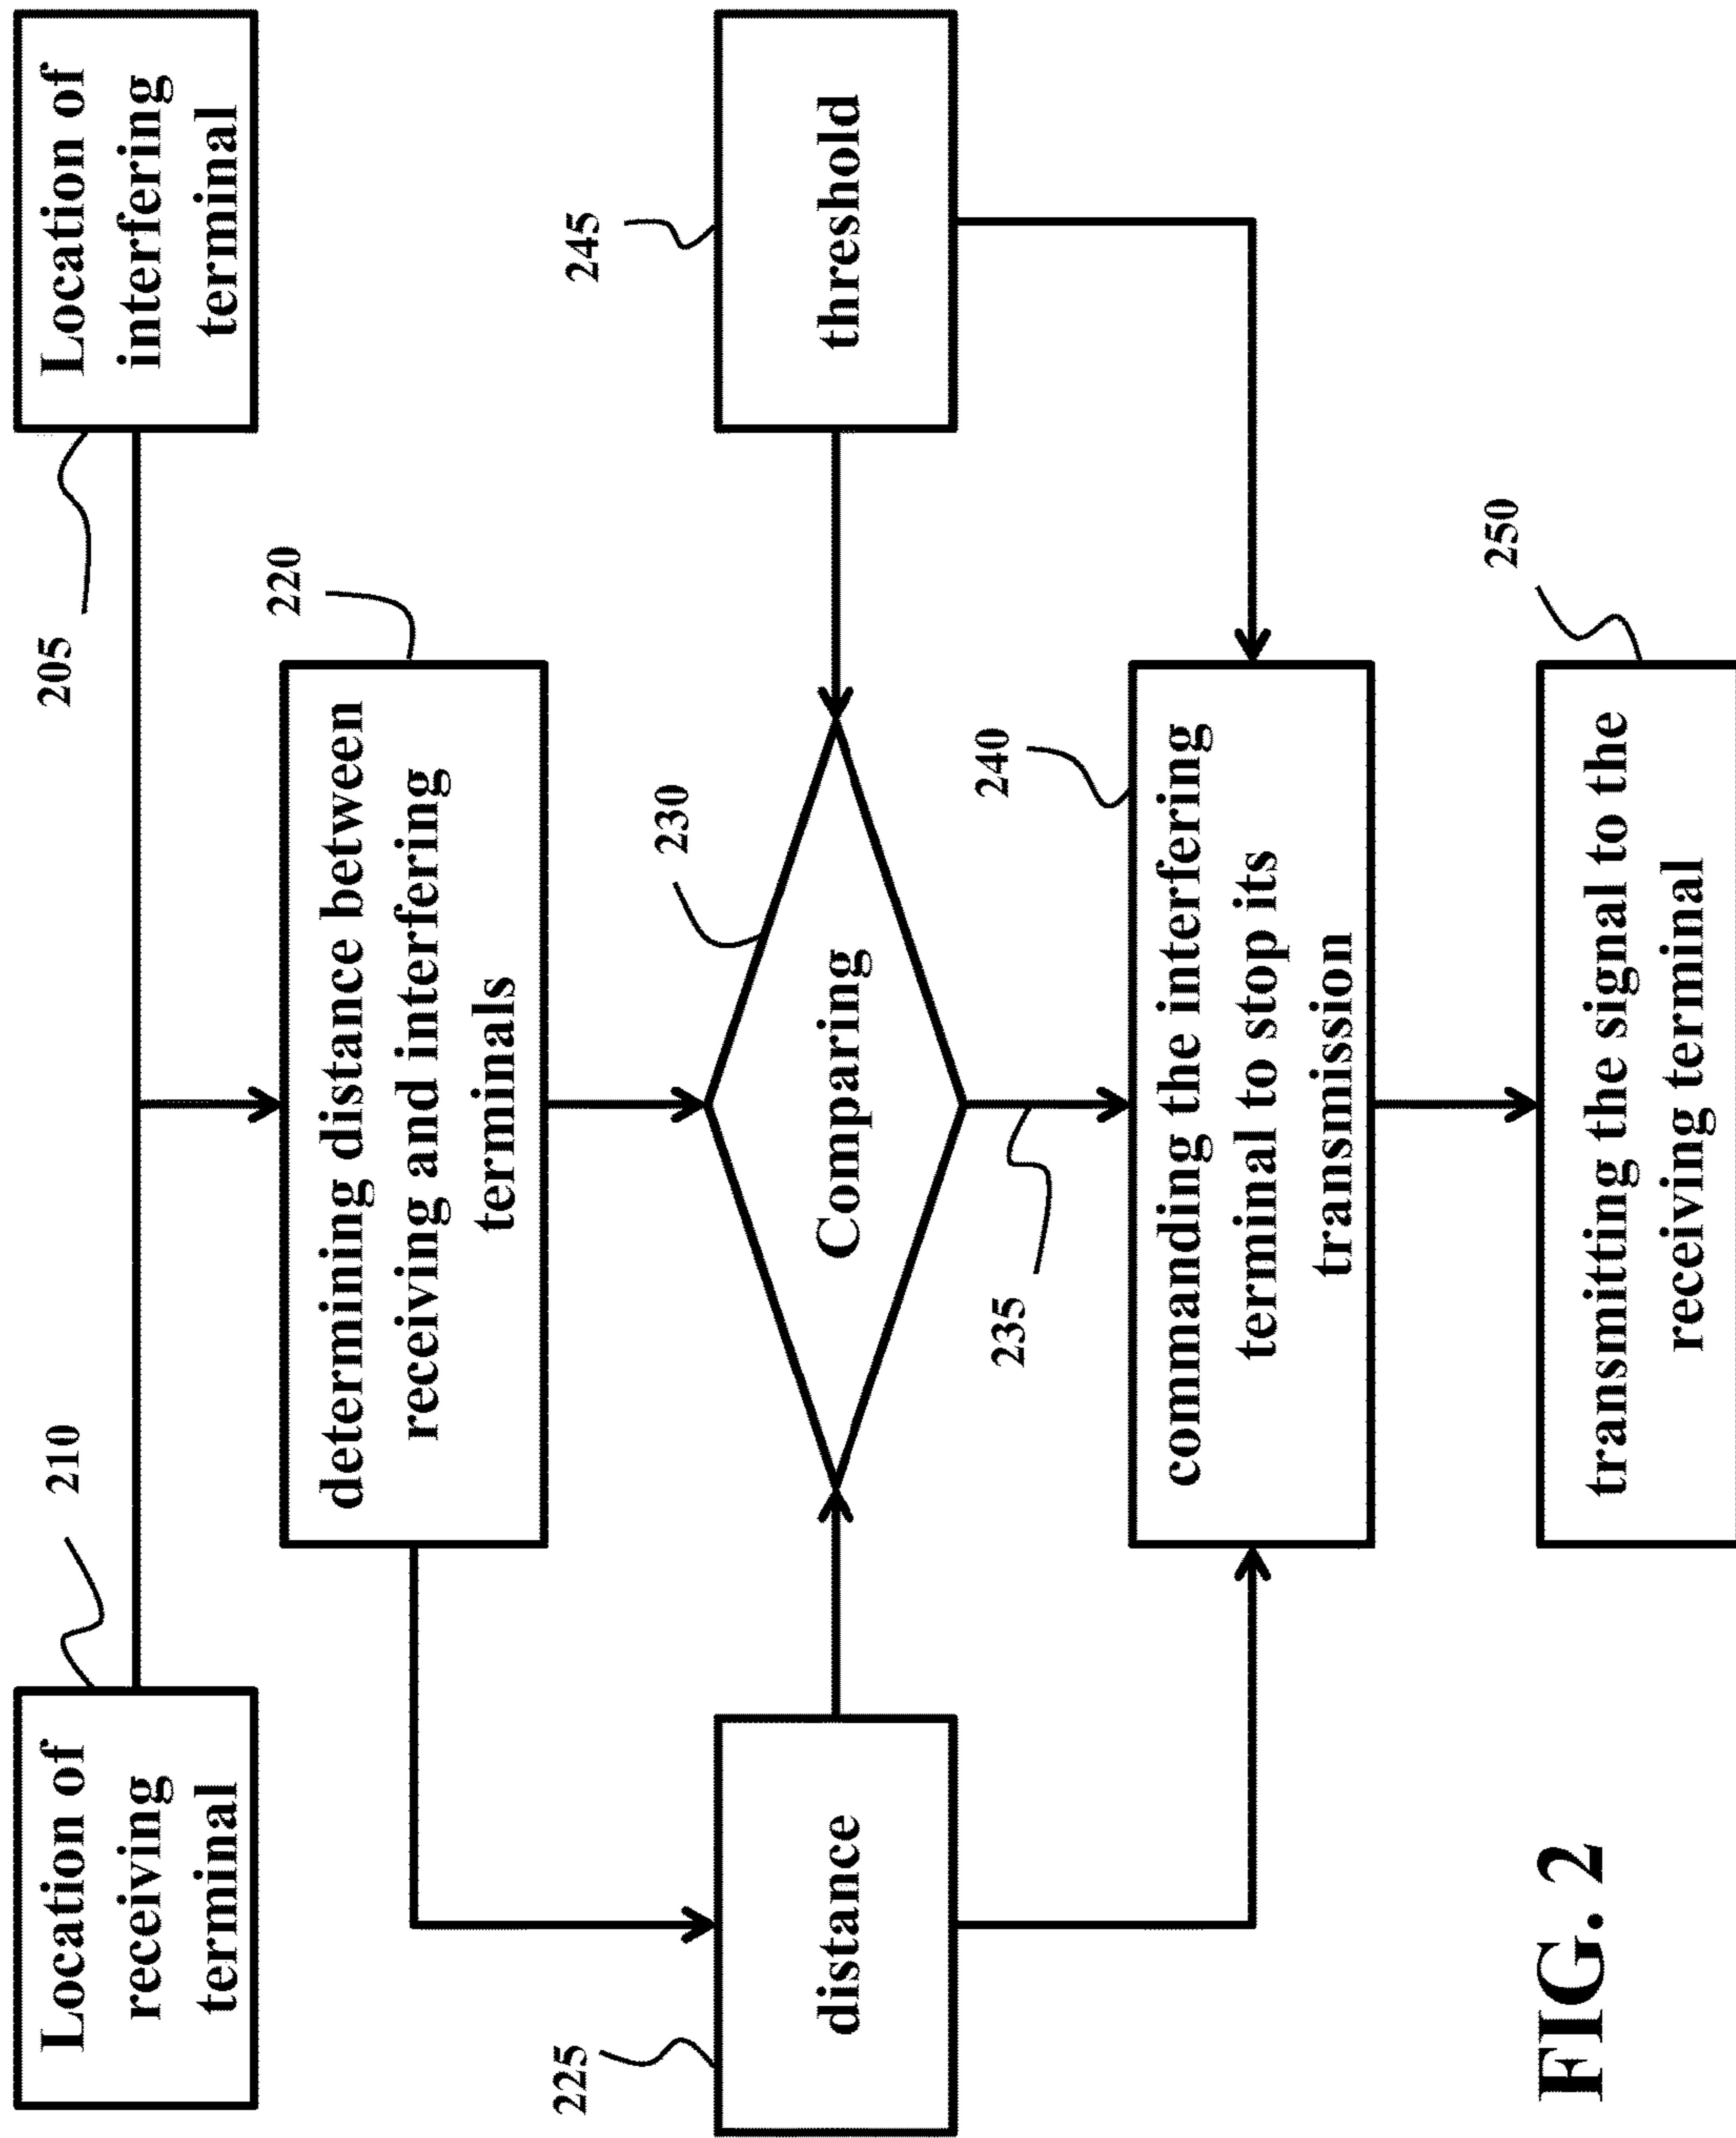 210
Location of
receiving
terminal
205
Location of
interfering
terminal
220
determining distance between
receiving and interfering
terminals
225
distance
230
Comparing
245
threshold
235
240
commanding the interfering
terminal to stop its
transmission
250
transmitting the signal to the
receiving terminal
FIG. 2